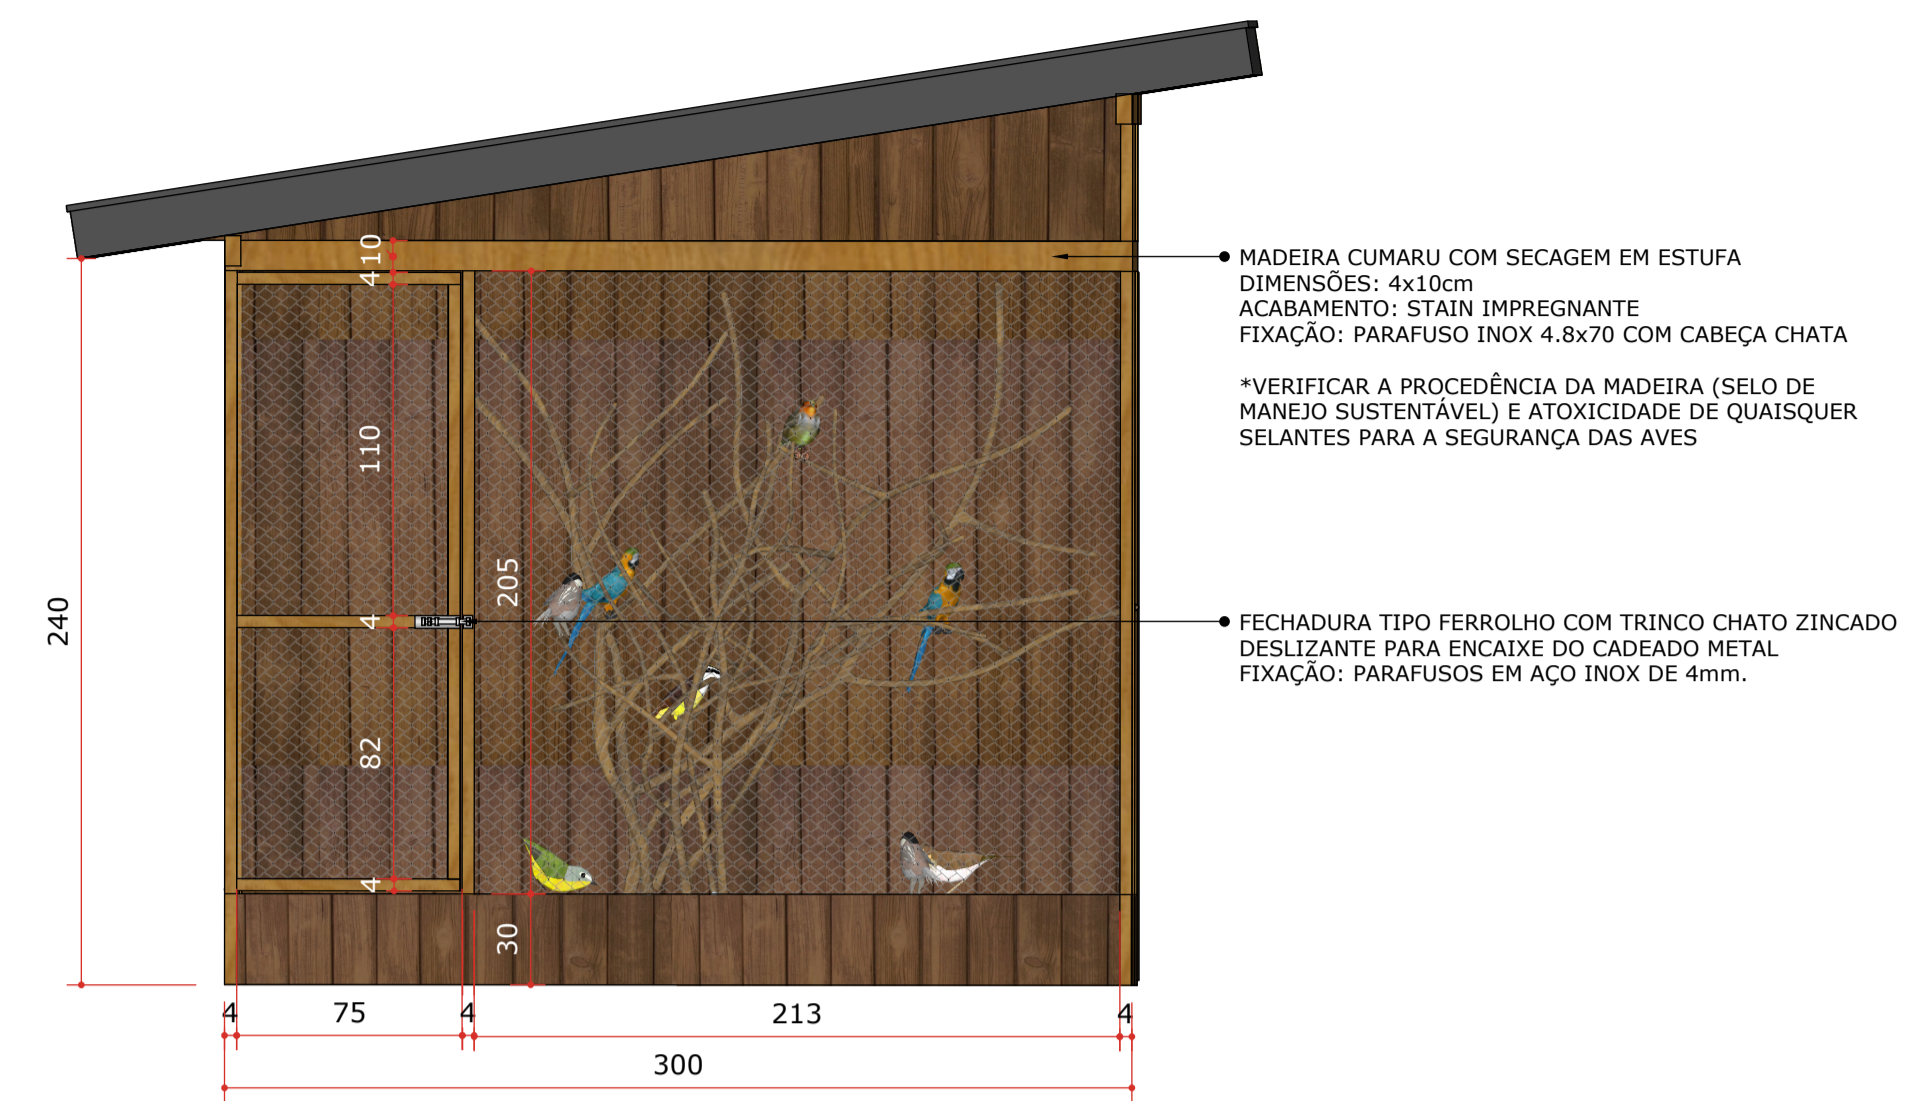 10
4
MADEIRA CUMARU COM SECAGEM EM ESTUFA
DIMENSÕES: 4x10cm
ACABAMENTO: STAIN IMPREGNANTE
FIXAÇÃO: PARAFUSO INOX 4.8x70 COM CABEÇA CHATA
*VERIFICAR A PROCEDÊNCIA DA MADEIRA (SELO DE
MANEJO SUSTENTÁVEL) E ATOXICIDADE DE QUAISQUER
SELANTES PARA A SEGURANÇA DAS AVES
110
205
240
4
FECHADURA TIPO FERROLHO COM TRINCO CHATO ZINCADO
DESLIZANTE PARA ENCAIXE DO CADEADO METAL
FIXAÇÃO: PARAFUSOS EM AÇO INOX DE 4mm.
82
4
30
4 75 4 213 4
300